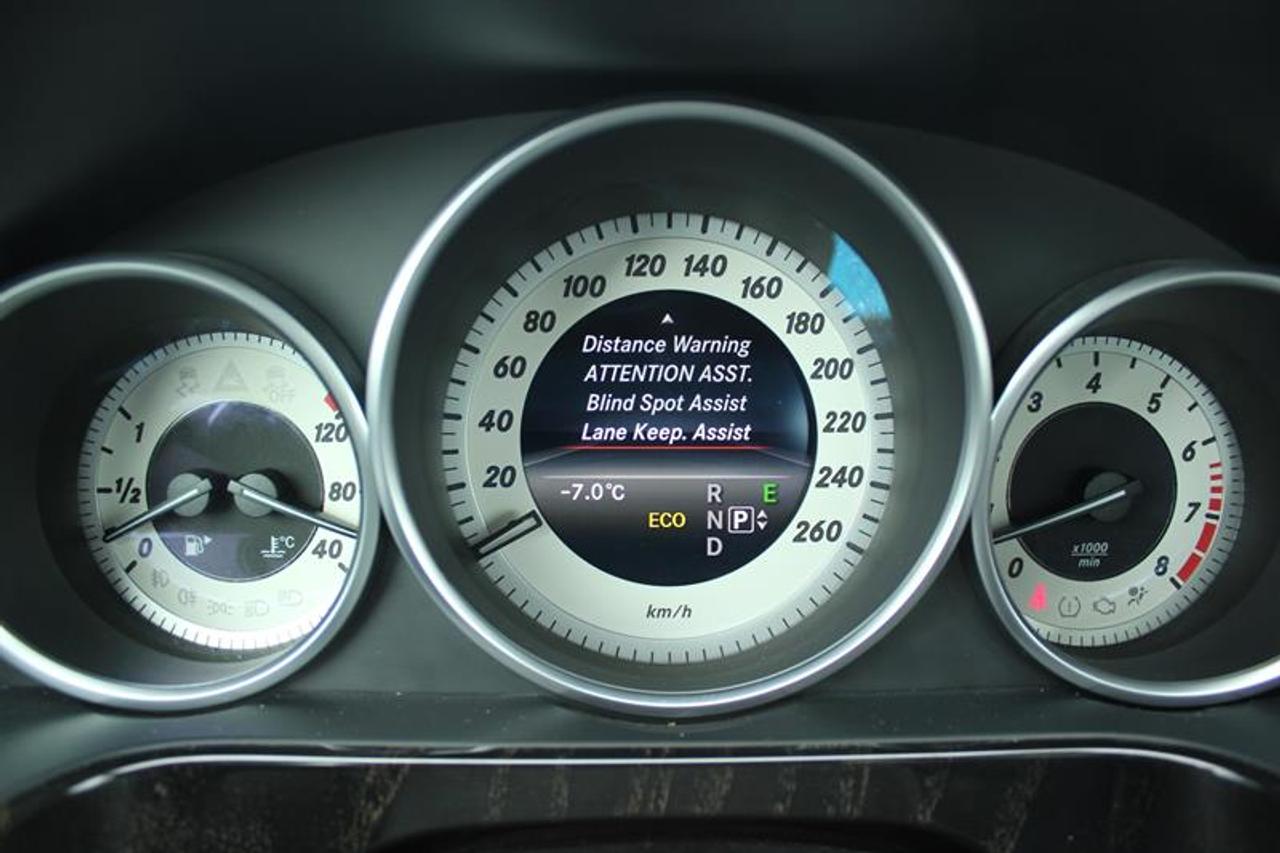 Distance Warning
ATTENTION ASST.
Blind Spot Assist
Lane Keep. Assist
-7.0°C
R
E
ECO
N
P
D
20
40
60
80
100
120
140
160
180
200
220
240
260
km/h
0
1/2
1
40
80
120
°C
OFF
0
3
4
5
6
7
8
x1000
min